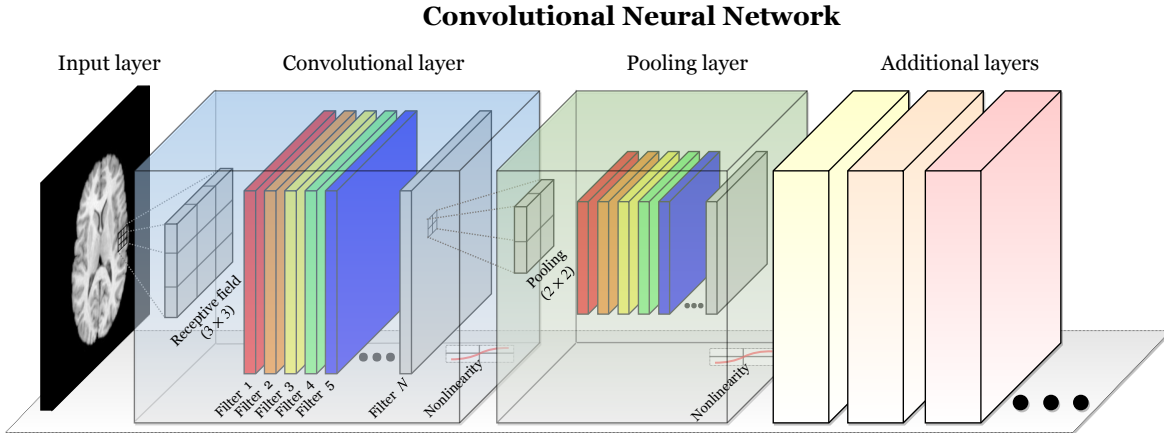 Convolutional Neural Network
Input layer
Convolutional layer
Pooling layer
Additional layers
Receptive field
(3 × 3)
Filter 1
Filter 2
Filter 3
Filter 4
Filter 5
Filter N
Nonlinearity
Pooling
(2 × 2)
Nonlinearity